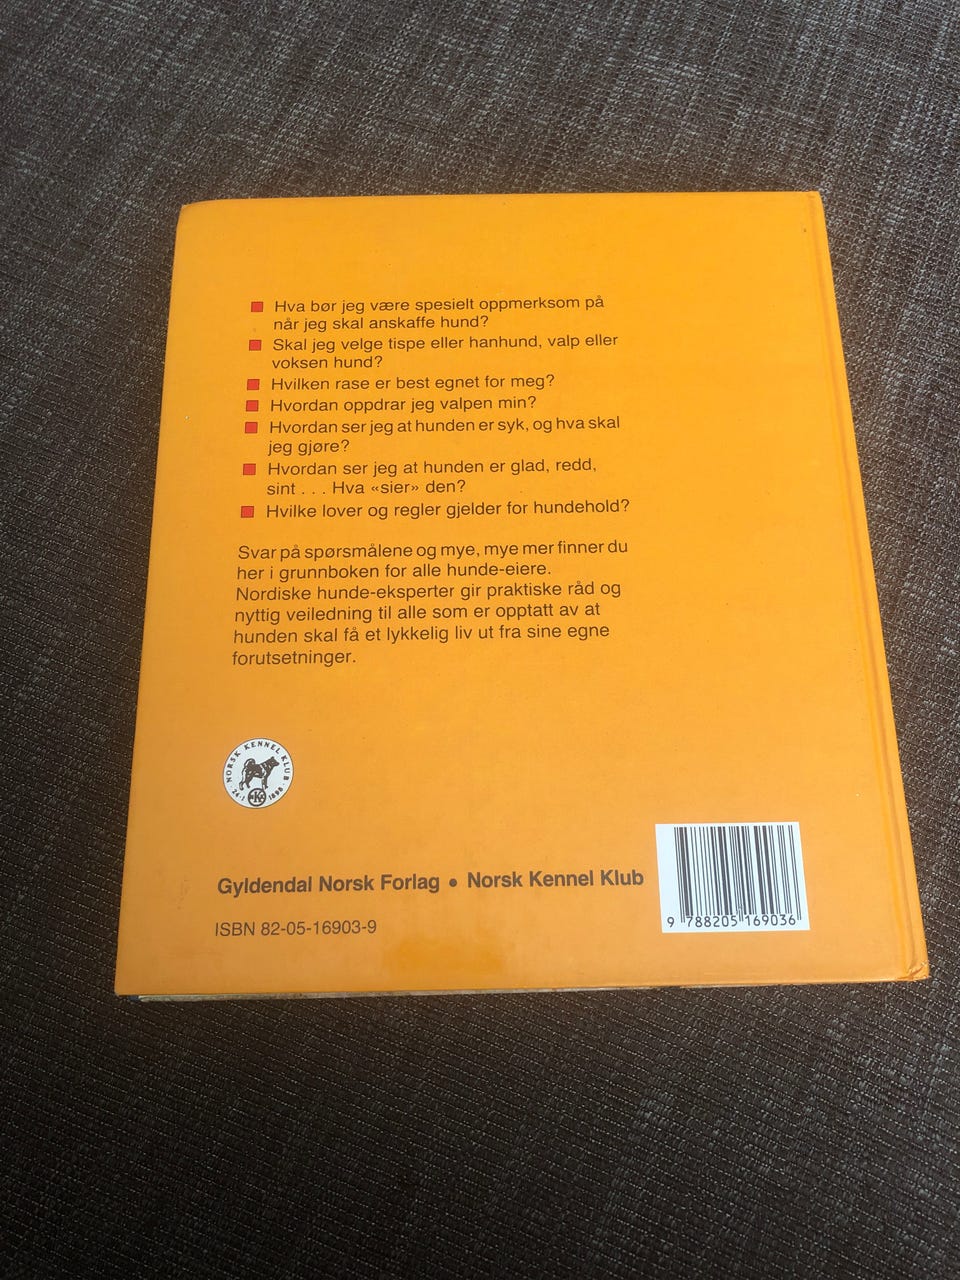 Hva bør jeg være spesielt oppmerksom på
når jeg skal anskaffe hund?
Skal jeg velge tispe eller hanhund, valp eller
voksen hund?
Hvilken rase er best egnet for meg?
Hvordan oppdrar jeg valpen min?
Hvordan ser jeg at hunden er syk, og hva skal
jeg gjøre?
Hvordan ser jeg at hunden er glad, redd,
sint . . . Hva «sier» den?
Hvilke lover og regler gjelder for hundehold?
Svar på spørsmålene og mye, mye mer finner du
her i grunnboken for alle hunde-eiere.
Nordiske hunde-eksperter gir praktiske råd og
nyttig veiledning til alle som er opptatt av at
hunden skal få et lykkelig liv ut fra sine egne
forutsetninger.
NORSK KENNEL KLUB
24·1 1898
Gyldendal Norsk Forlag • Norsk Kennel Klub
ISBN 82-05-16903-9
9 788205 169036